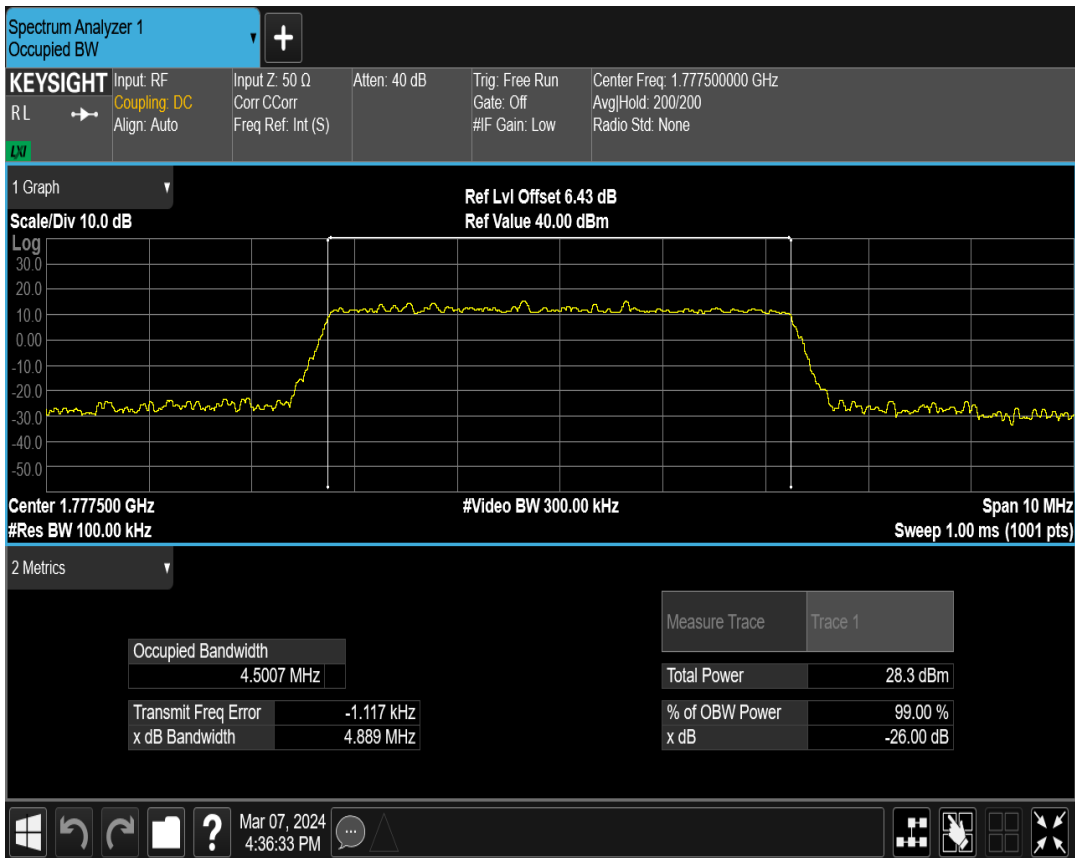 Spectrum Analyzer 1
Occupied BW
KEYSIGHT
RL
LXI
Input: RF
Coupling: DC
Align: Auto
Input Z: 50 Ω
Corr CCorr
Freq Ref: Int (S)
Atten: 40 dB
Trig: Free Run
Gate: Off
#IF Gain: Low
Center Freq: 1.777500000 GHz
Avg|Hold: 200/200
Radio Std: None
1 Graph
Scale/Div 10.0 dB
Ref Lvl Offset 6.43 dB
Ref Value 40.00 dBm
Log
30.0
20.0
10.0
0.00
-10.0
-20.0
-30.0
-40.0
-50.0
Center 1.777500 GHz
#Video BW 300.00 kHz
Span 10 MHz
#Res BW 100.00 kHz
Sweep 1.00 ms (1001 pts)
2 Metrics
Measure Trace Trace 1
Occupied Bandwidth
4.5007 MHz
Total Power 28.3 dBm
Transmit Freq Error -1.117 kHz
% of OBW Power 99.00 %
x dB Bandwidth 4.889 MHz
x dB -26.00 dB
?
Mar 07, 2024
4:36:33 PM